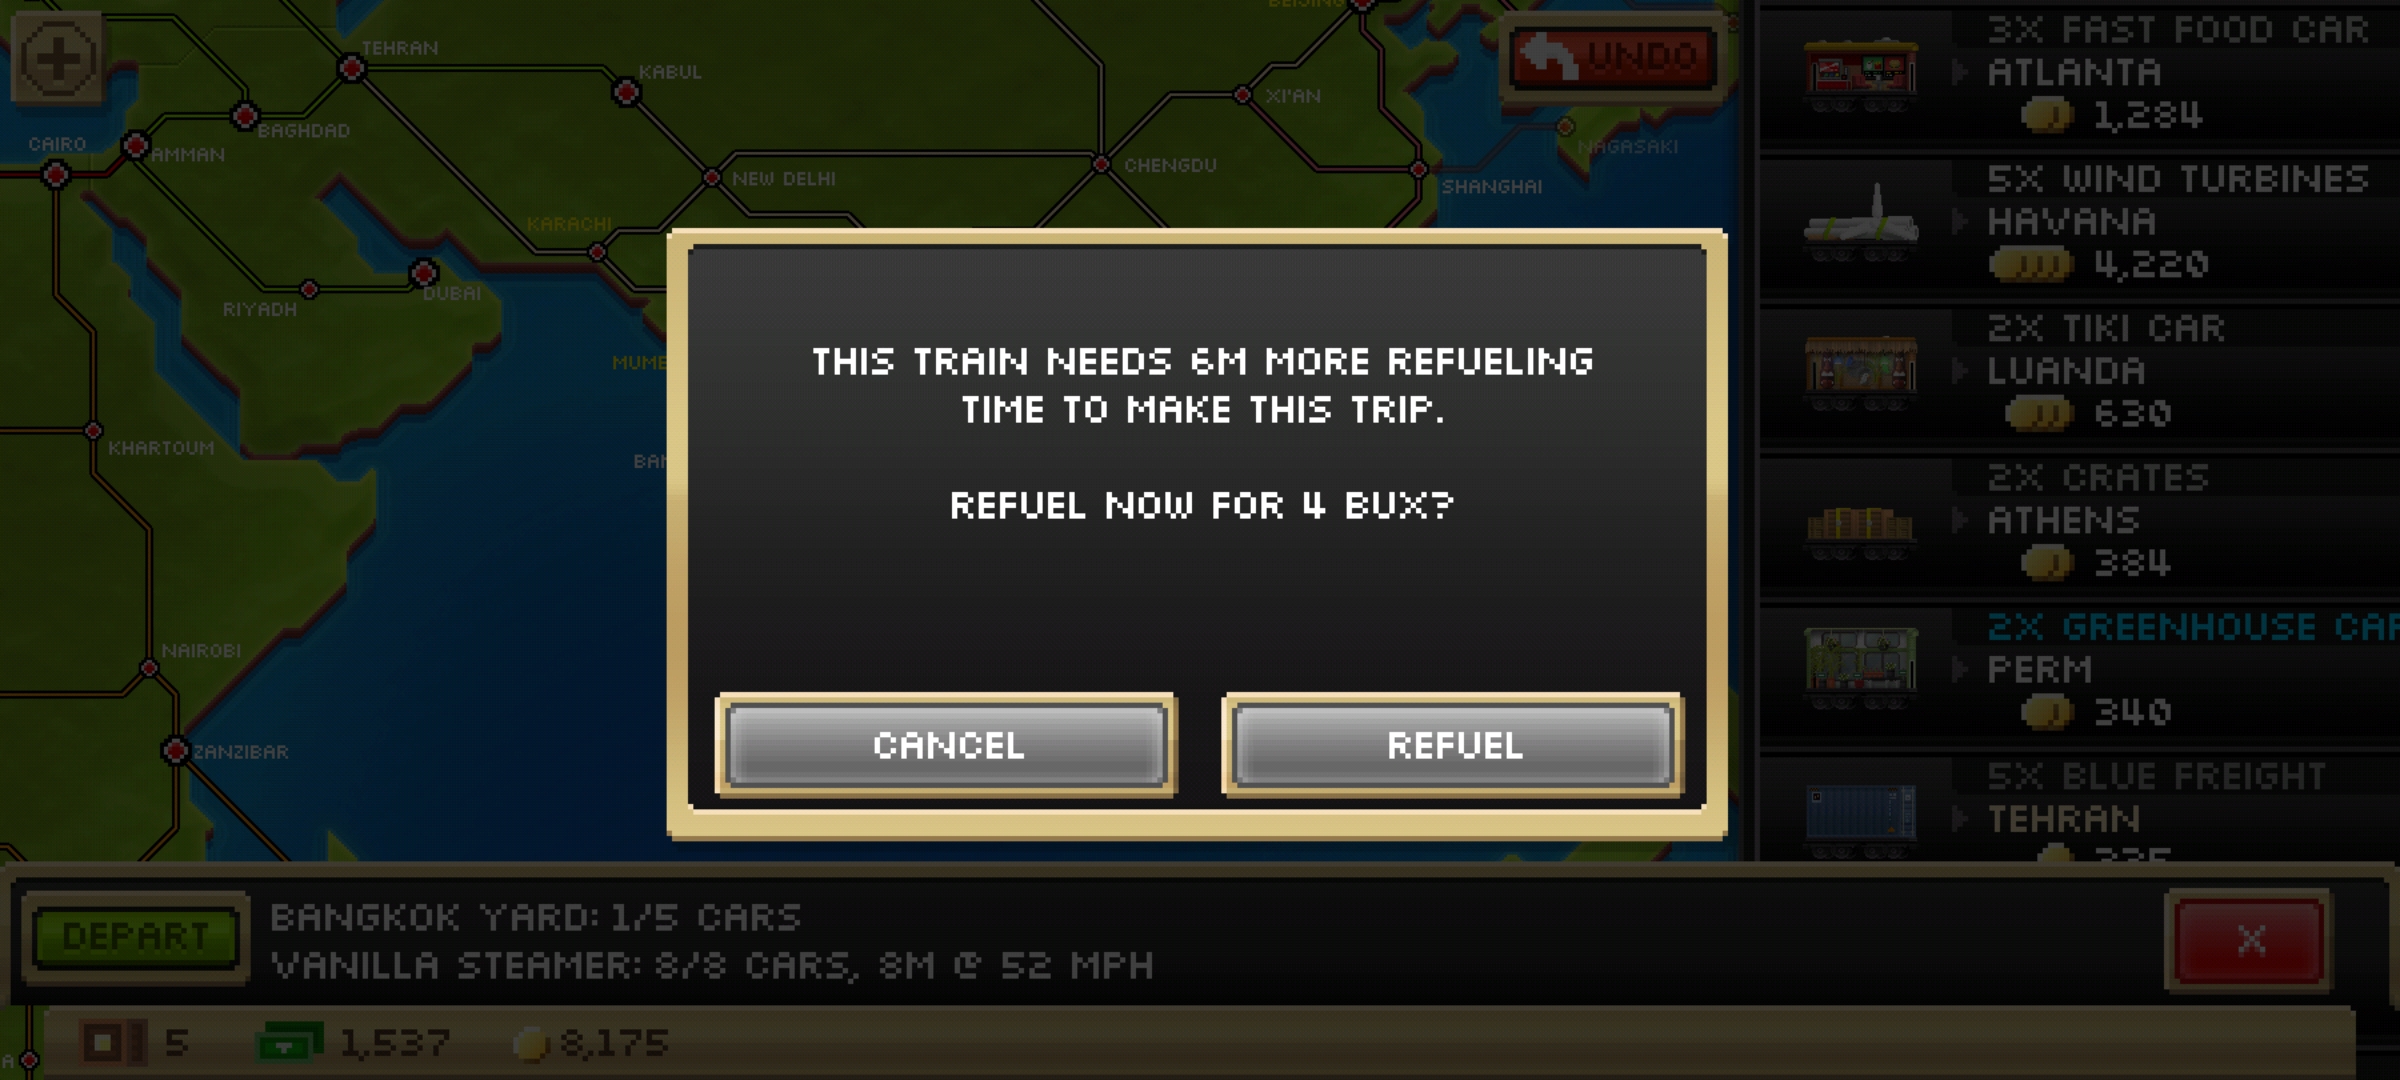 BEIJING
TEHRAN
KABUL
UNDO
XI'AN
BAGHDAD
CAIRO
AMMAN
NAGASAKI
CHENGDU
NEW DELHI
SHANGHAI
KARACHI
DUBAI
RIYADH
MUMB
KHARTOUM
BAN
NAIROBI
ZANZIBAR
THIS TRAIN NEEDS 6M MORE REFUELING
TIME TO MAKE THIS TRIP.
REFUEL NOW FOR 4 BUX?
CANCEL
REFUEL
3X FAST FOOD CAR
ATLANTA
1,284
5X WIND TURBINES
HAVANA
4,220
2X TIKI CAR
LUANDA
630
2X CRATES
ATHENS
384
2X GREENHOUSE CAR
PERM
340
5X BLUE FREIGHT
TEHRAN
DEPART
BANGKOK YARD: 1/5 CARS
VANILLA STEAMER: 8/8 CARS, 8M @ 52 MPH
X
5
1,537
8,175
A